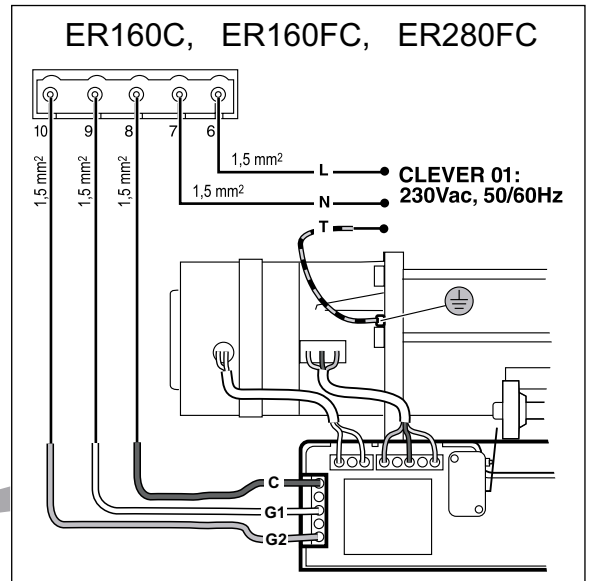 ER160C, ER160FC, ER280FC
10 9 8 7 6
1,5 mm²
1,5 mm²
1,5 mm²
1,5 mm²
1,5 mm²
L
N
T
CLEVER 01:
230Vac, 50/60Hz
C
G1
G2